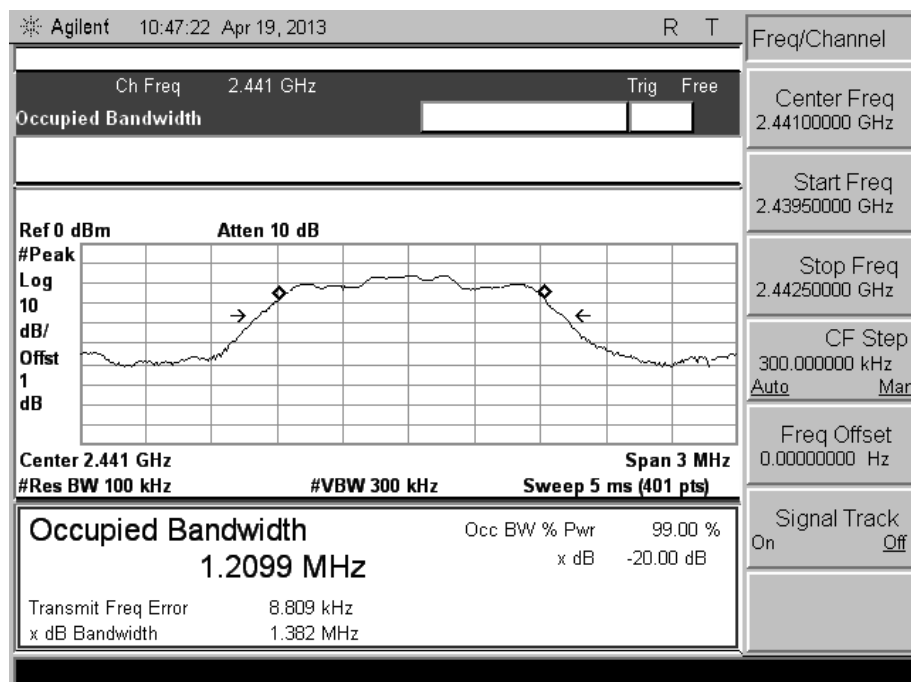 Agilent 10:47:22 Apr 19, 2013 R T
Freq/Channel
Ch Freq 2.441 GHz Trig Free
Occupied Bandwidth
Center Freq
2.44100000 GHz
Start Freq
2.43950000 GHz
Stop Freq
2.44250000 GHz
CF Step
300.000000 kHz
Auto Man
Freq Offset
0.00000000 Hz
Signal Track
On Off
Ref 0 dBm Atten 10 dB
#Peak
Log
10
dB/
Offst
1
dB
Center 2.441 GHz Span 3 MHz
#Res BW 100 kHz #VBW 300 kHz Sweep 5 ms (401 pts)
Occupied Bandwidth
1.2099 MHz
Occ BW % Pwr 99.00 %
x dB -20.00 dB
Transmit Freq Error 8.809 kHz
x dB Bandwidth 1.382 MHz